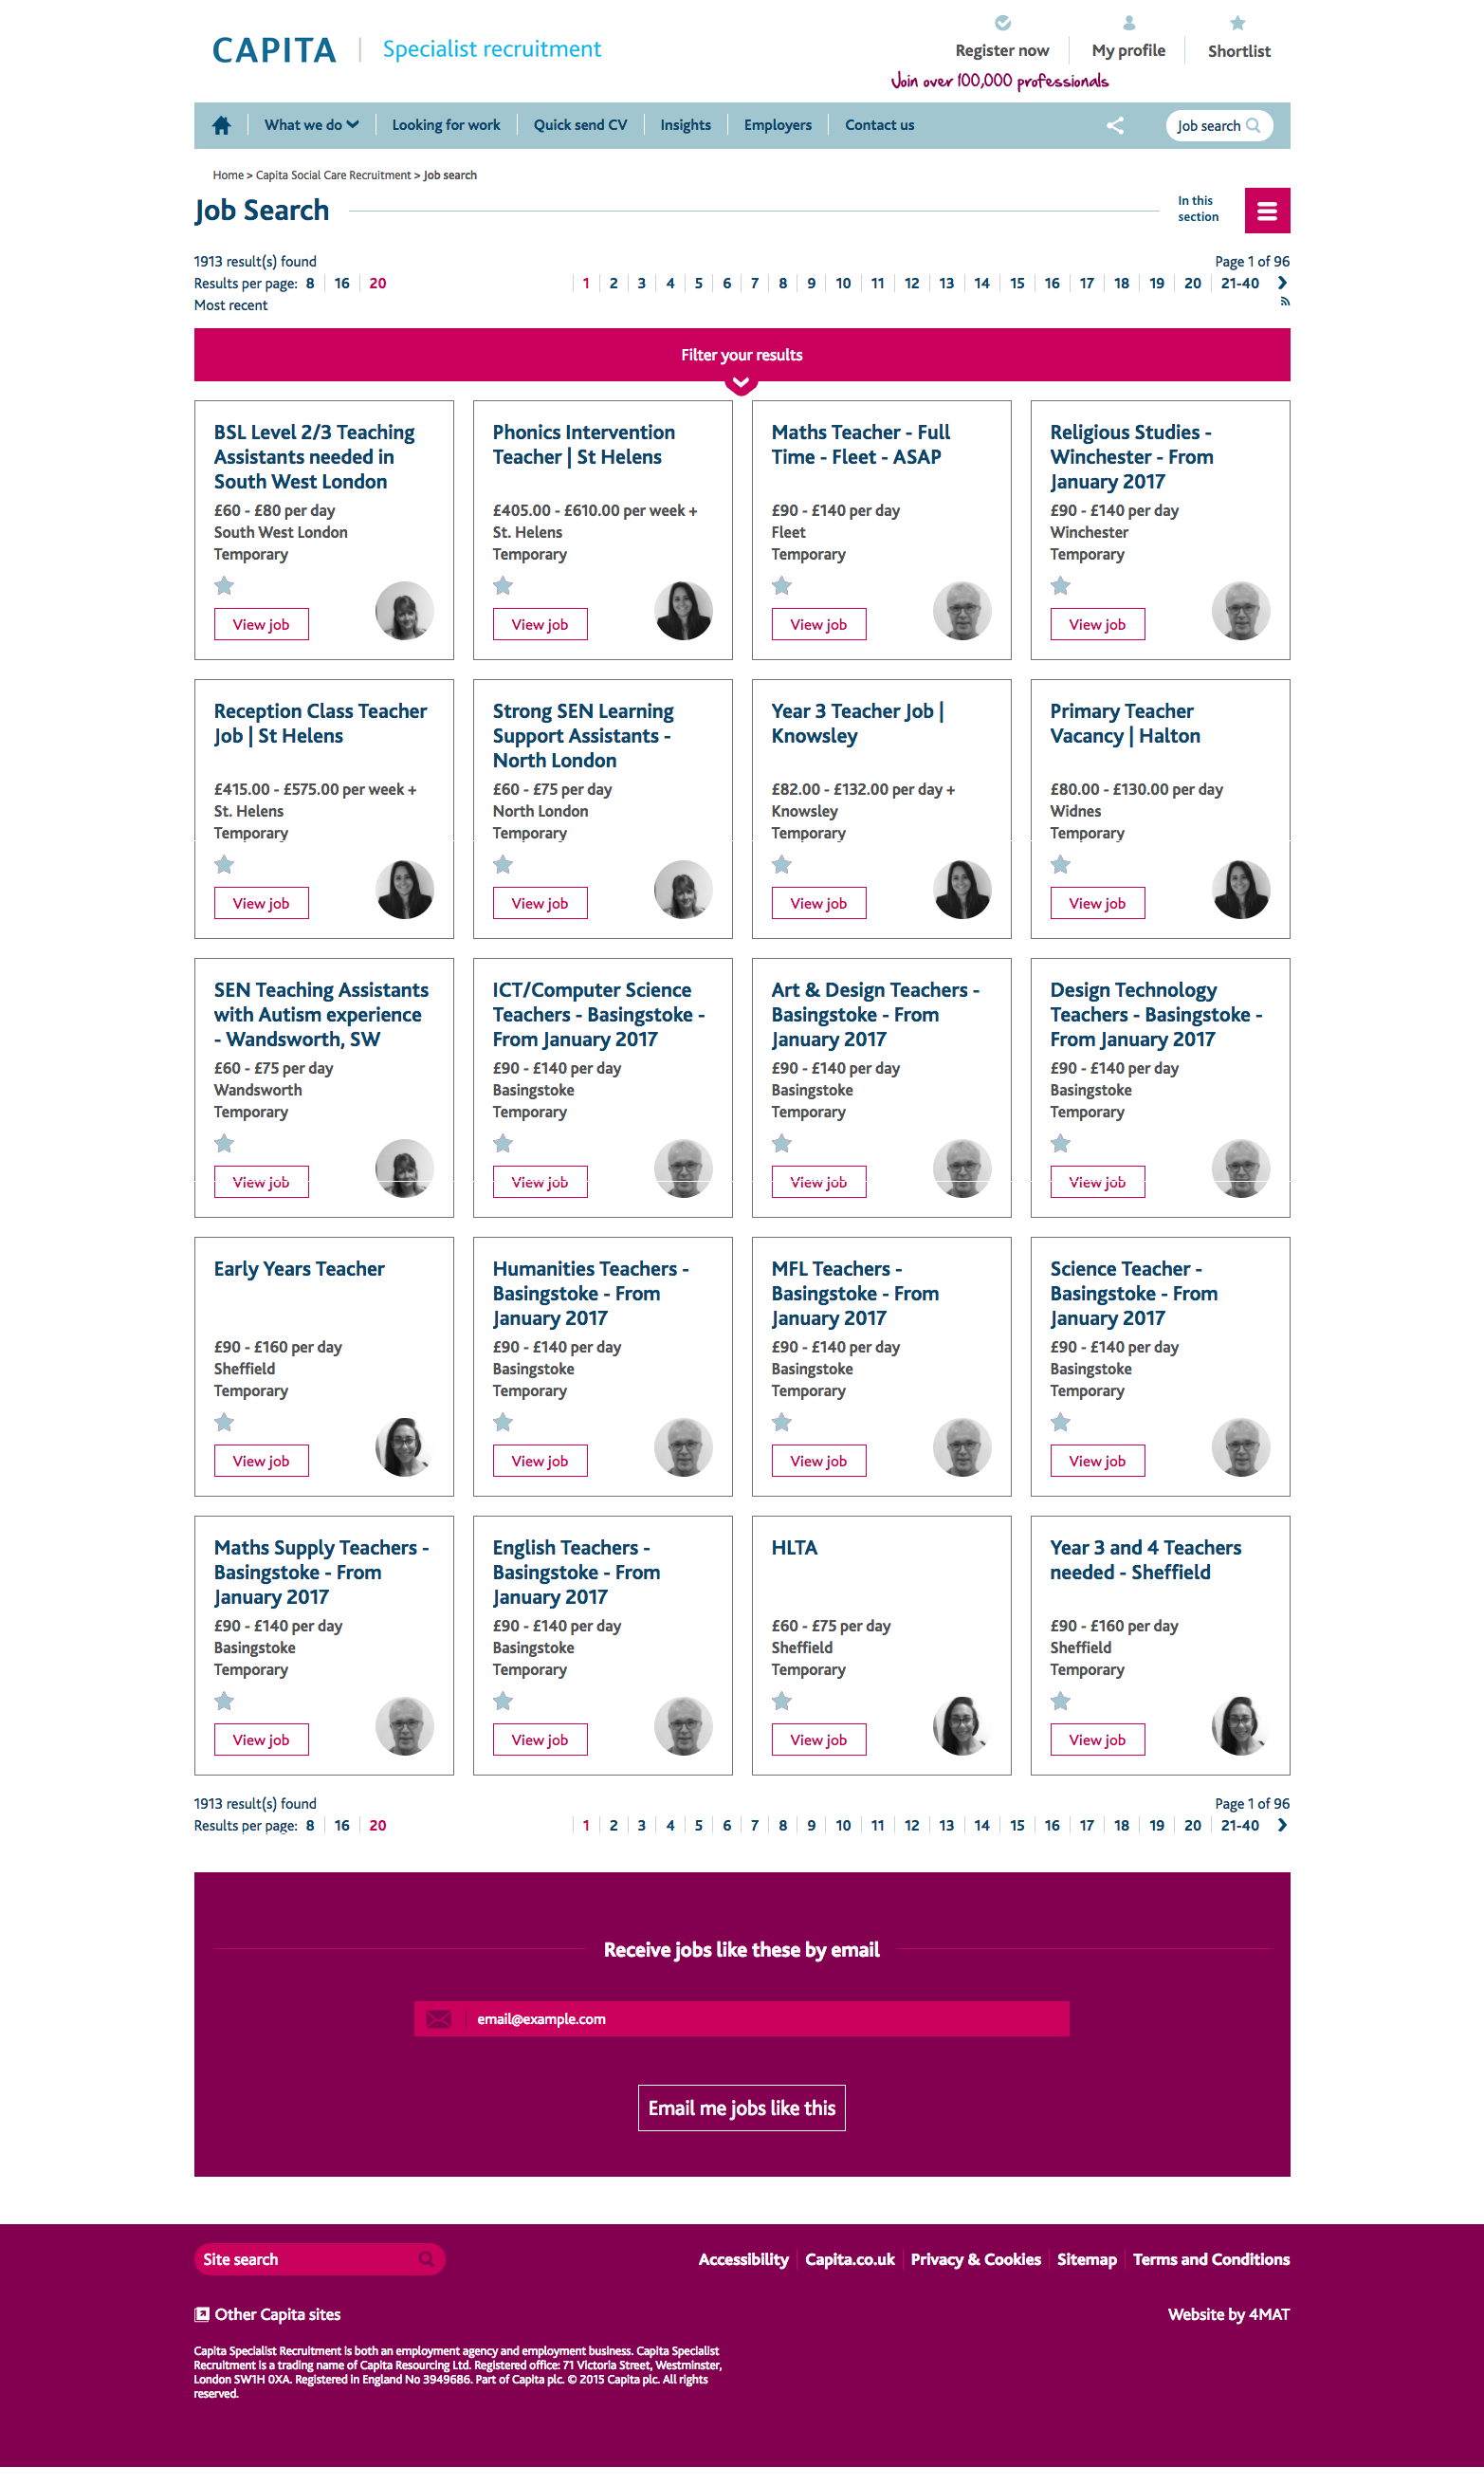 CAPITA | Specialist recruitment
Register now
My profile
Shortlist
Join over 100,000 professionals
What we do
Looking for work
Quick send CV
Insights
Employers
Contact us
Job search
Home > Capita Social Care Recruitment > Job search
Job Search
In this
section
1913 result(s) found
Page 1 of 96
Results per page: 8 16 20
1 2 3 4 5 6 7 8 9 10 11 12 13 14 15 16 17 18 19 20 21-40
Most recent
Filter your results
BSL Level 2/3 Teaching
Assistants needed in
South West London
£60 - £80 per day
South West London
Temporary
View job
Phonics Intervention
Teacher | St Helens
£405.00 - £610.00 per week +
St. Helens
Temporary
View job
Maths Teacher - Full
Time - Fleet - ASAP
£90 - £140 per day
Fleet
Temporary
View job
Religious Studies -
Winchester - From
January 2017
£90 - £140 per day
Winchester
Temporary
View job
Reception Class Teacher
Job | St Helens
£415.00 - £575.00 per week +
St. Helens
Temporary
View job
Strong SEN Learning
Support Assistants -
North London
£60 - £75 per day
North London
Temporary
View job
Year 3 Teacher Job |
Knowsley
£82.00 - £132.00 per day +
Knowsley
Temporary
View job
Primary Teacher
Vacancy | Halton
£80.00 - £130.00 per day
Widnes
Temporary
View job
SEN Teaching Assistants
with Autism experience
- Wandsworth, SW
£60 - £75 per day
Wandsworth
Temporary
View job
ICT/Computer Science
Teachers - Basingstoke -
From January 2017
£90 - £140 per day
Basingstoke
Temporary
View job
Art & Design Teachers -
Basingstoke - From
January 2017
£90 - £140 per day
Basingstoke
Temporary
View job
Design Technology
Teachers - Basingstoke -
From January 2017
£90 - £140 per day
Basingstoke
Temporary
View job
Early Years Teacher
£90 - £160 per day
Sheffield
Temporary
View job
Humanities Teachers -
Basingstoke - From
January 2017
£90 - £140 per day
Basingstoke
Temporary
View job
MFL Teachers -
Basingstoke - From
January 2017
£90 - £140 per day
Basingstoke
Temporary
View job
Science Teacher -
Basingstoke - From
January 2017
£90 - £140 per day
Basingstoke
Temporary
View job
Maths Supply Teachers -
Basingstoke - From
January 2017
£90 - £140 per day
Basingstoke
Temporary
View job
English Teachers -
Basingstoke - From
January 2017
£90 - £140 per day
Basingstoke
Temporary
View job
HLTA
£60 - £75 per day
Sheffield
Temporary
View job
Year 3 and 4 Teachers
needed - Sheffield
£90 - £160 per day
Sheffield
Temporary
View job
1913 result(s) found
Page 1 of 96
Results per page: 8 16 20
1 2 3 4 5 6 7 8 9 10 11 12 13 14 15 16 17 18 19 20 21-40
Receive jobs like these by email
email@example.com
Email me jobs like this
Site search
Accessibility
Capita.co.uk
Privacy & Cookies
Sitemap
Terms and Conditions
Other Capita sites
Website by 4MAT
Capita Specialist Recruitment is both an employment agency and employment business. Capita Specialist
Recruitment is a trading name of Capita Resourcing Ltd. Registered office: 71 Victoria Street, Westminster,
London SW1H 0XA. Registered in England No 3949686. Part of Capita plc. © 2015 Capita plc. All rights
reserved.